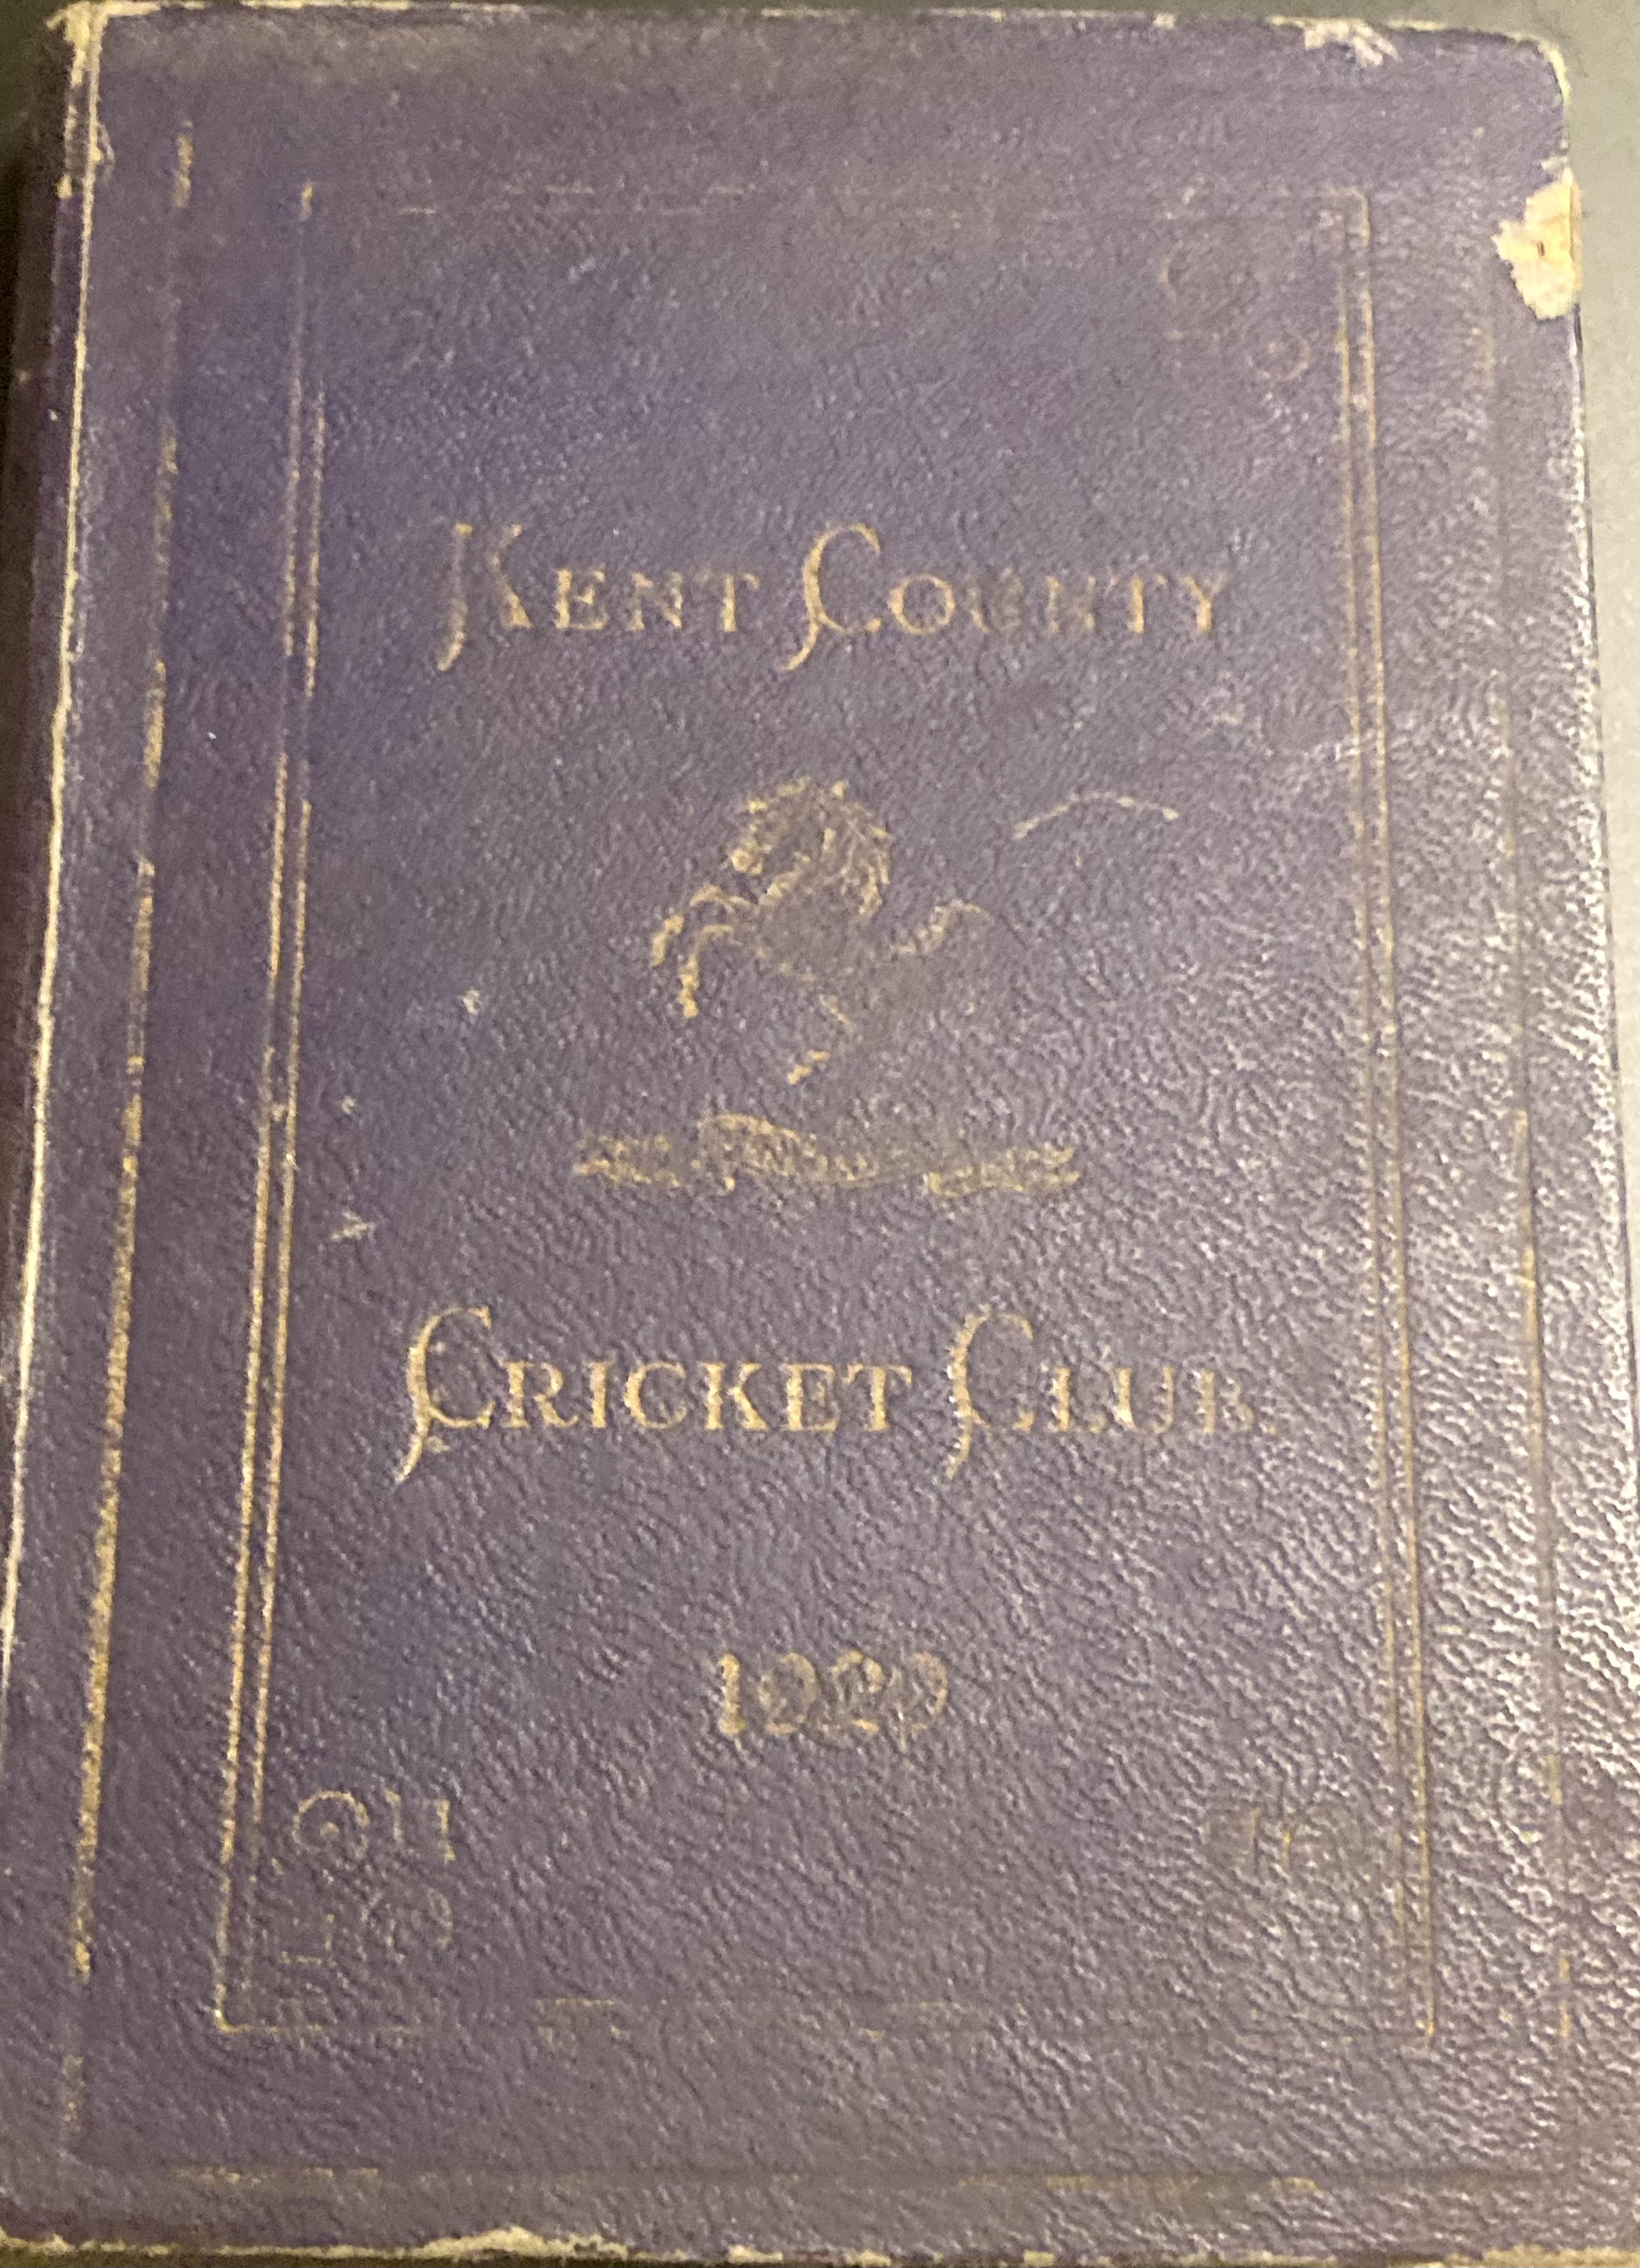 KENT COUNTY
CRICKET CLUB.
1929